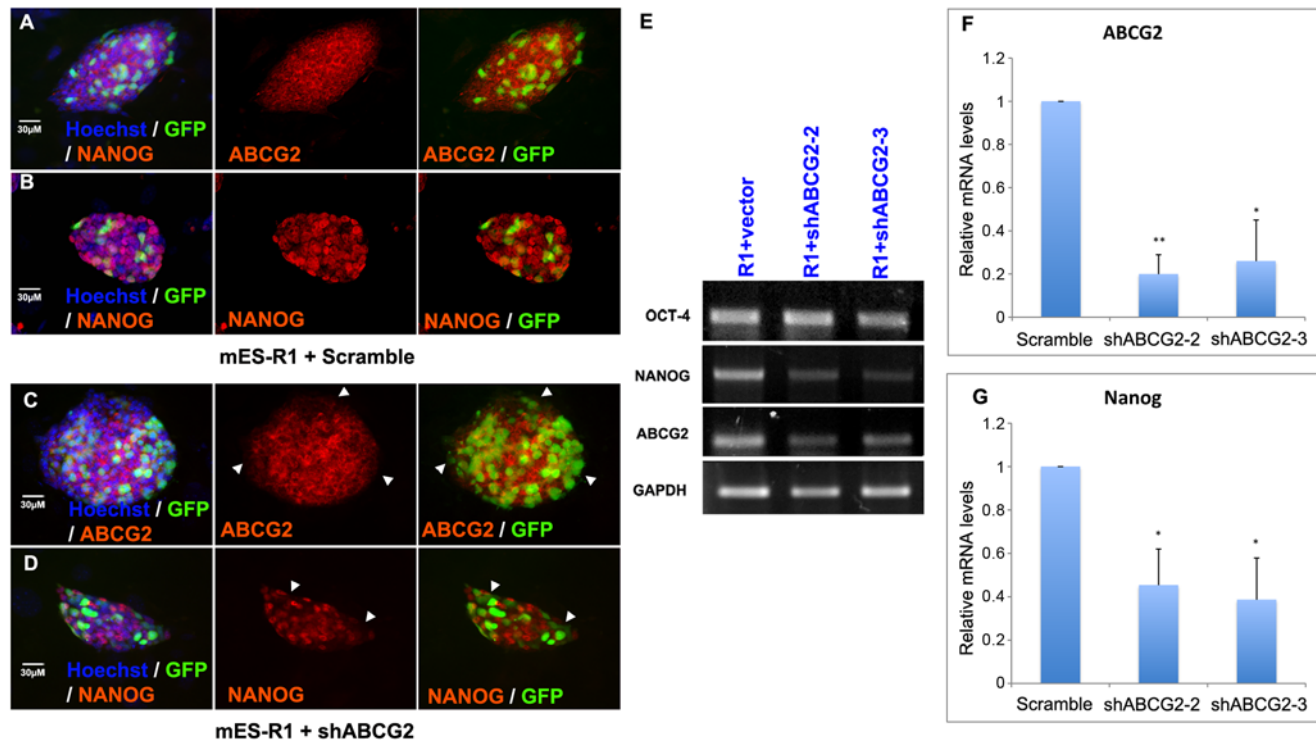 A
30µM
Hoechst / GFP
/ NANOG
ABCG2
ABCG2 / GFP
B
30µM
Hoechst / GFP
/ NANOG
NANOG
NANOG / GFP
mES-R1 + Scramble
C
30µM
Hoechst / GFP
/ ABCG2
ABCG2
ABCG2 / GFP
D
30µM
Hoechst / GFP
/ NANOG
NANOG
NANOG / GFP
mES-R1 + shABCG2
E
R1+vector
R1+shABCG2-2
R1+shABCG2-3
OCT-4
NANOG
ABCG2
GAPDH
F
ABCG2
Relative mRNA levels
1.2
1
0.8
0.6
0.4
0.2
0
**
*
Scramble shABCG2-2 shABCG2-3
G
Nanog
Relative mRNA levels
1.2
1
0.8
0.6
0.4
0.2
0
*
*
Scramble shABCG2-2 shABCG2-3